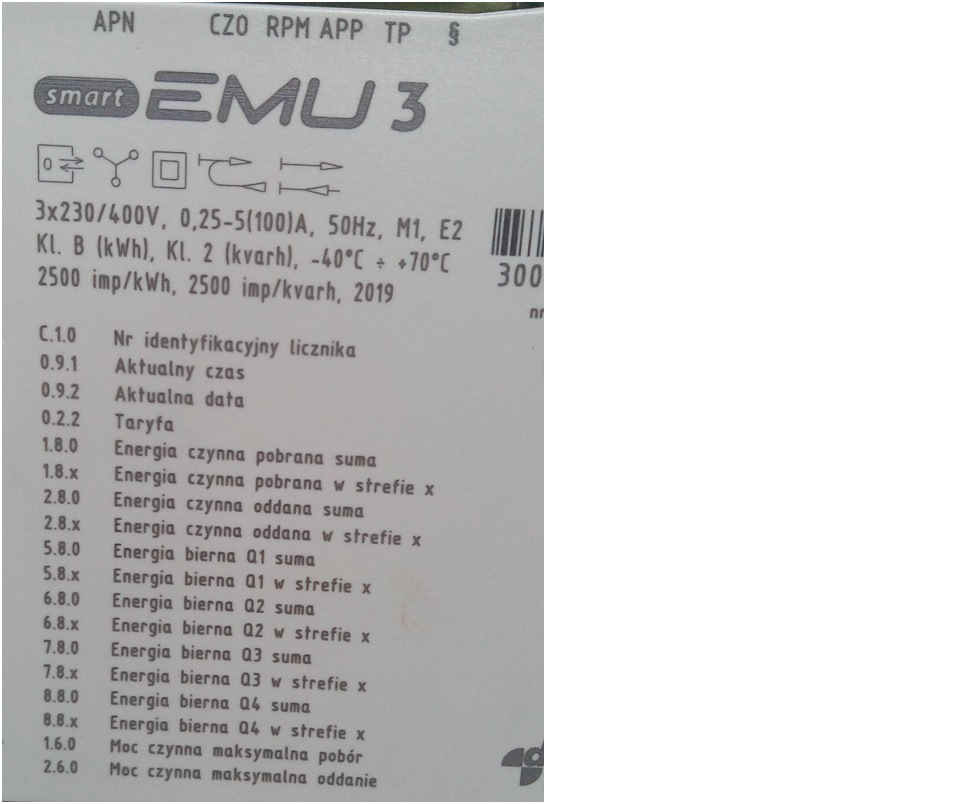 APN CZO RPM APP TP §
smart EMU 3
0
3x230/400V, 0,25-5(100)A, 50Hz, M1, E2
Kl. B (kWh), Kl. 2 (kvarh), -40°C ÷ +70°C
2500 imp/kWh, 2500 imp/kvarh, 2019
300
nr
C.1.0 Nr identyfikacyjny licznika
0.9.1 Aktualny czas
0.9.2 Aktualna data
0.2.2 Taryfa
1.8.0 Energia czynna pobrana suma
1.8.x Energia czynna pobrana w strefie x
2.8.0 Energia czynna oddana suma
2.8.x Energia czynna oddana w strefie x
5.8.0 Energia bierna Q1 suma
5.8.x Energia bierna Q1 w strefie x
6.8.0 Energia bierna Q2 suma
6.8.x Energia bierna Q2 w strefie x
7.8.0 Energia bierna Q3 suma
7.8.x Energia bierna Q3 w strefie x
8.8.0 Energia bierna Q4 suma
8.8.x Energia bierna Q4 w strefie x
1.6.0 Moc czynna maksymalna pobór
2.6.0 Moc czynna maksymalna oddanie